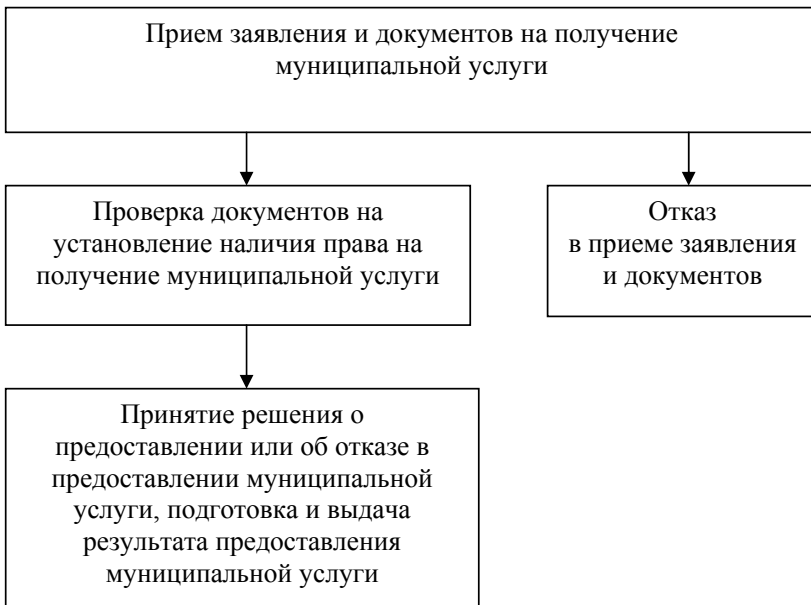 Прием заявления и документов на получение
муниципальной услуги
Проверка документов на
установление наличия права на
получение муниципальной услуги
Отказ
в приеме заявления
и документов
Принятие решения о
предоставлении или об отказе в
предоставлении муниципальной
услуги, подготовка и выдача
результата предоставления
муниципальной услуги